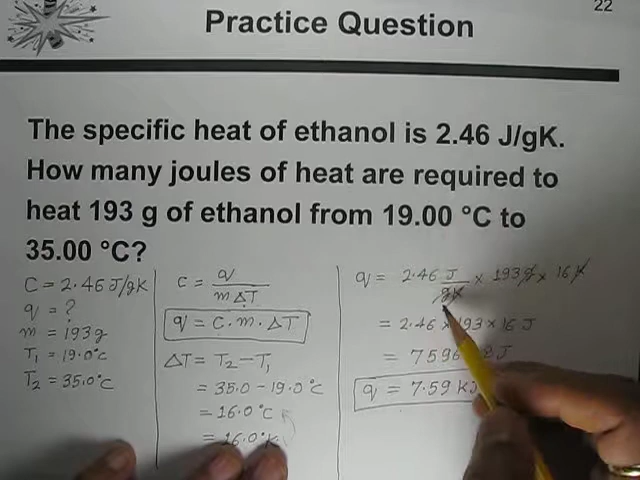 22
Practice Question
The specific heat of ethanol is 2.46 J/gK.
How many joules of heat are required to
heat 193 g of ethanol from 19.00 °C to
35.00 °C?
C = 2.46 J/gK
q = ?
m = 193g
T1 = 19.0°C
T2 = 35.0°C
C = q / mΔT
q = C·m·ΔT
ΔT = T2 - T1
= 35.0 - 19.0°C
= 16.0°C
= 16.0°K
q = 2.46 J/gK × 193g × 16 K
= 2.46 × 193 × 16 J
= 7596 J
q = 7.59 KJ